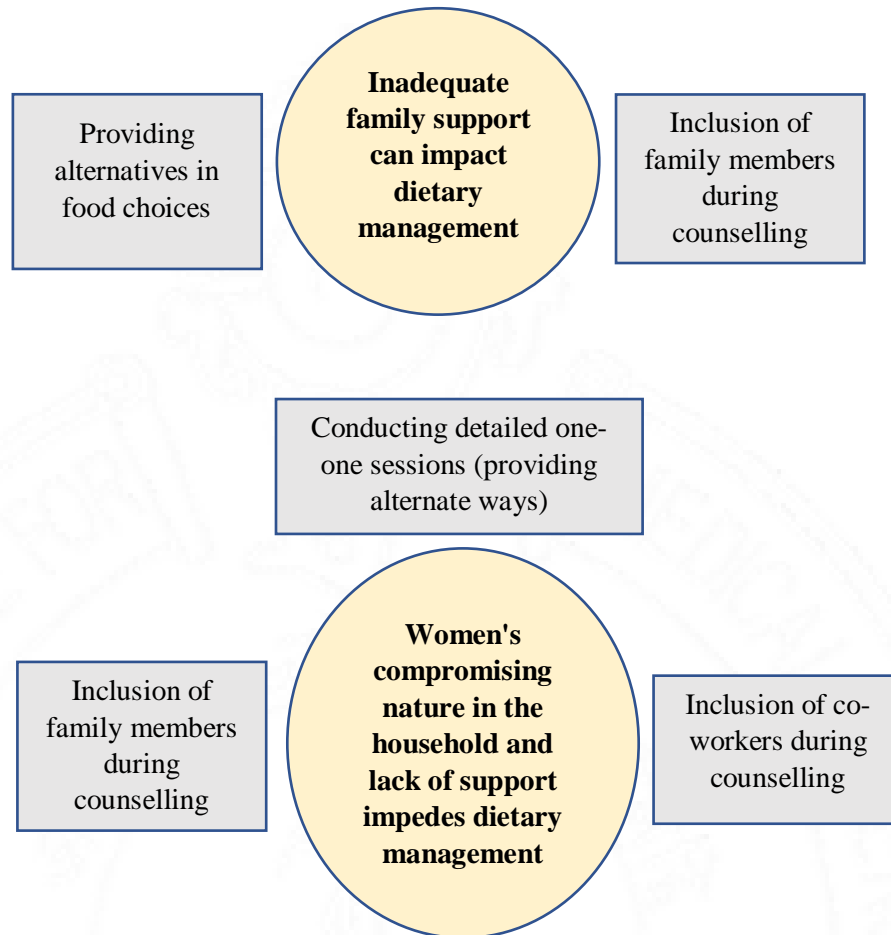 Inadequate
family support
can impact
dietary
management
Providing
alternatives in
food choices
Inclusion of
family members
during
counselling
Conducting detailed one-
one sessions (providing
alternate ways)
Women's
compromising
nature in the
household and
lack of support
impedes dietary
management
Inclusion of
family members
during
counselling
Inclusion of co-
workers during
counselling